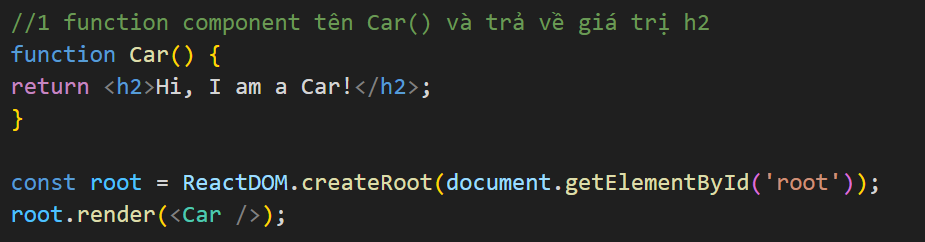 //1 function component tên Car() và trả về giá trị h2
function Car() {
return <h2>Hi, I am a Car!</h2>;
}
const root = ReactDOM.createRoot(document.getElementById('root'));
root.render(<Car />);